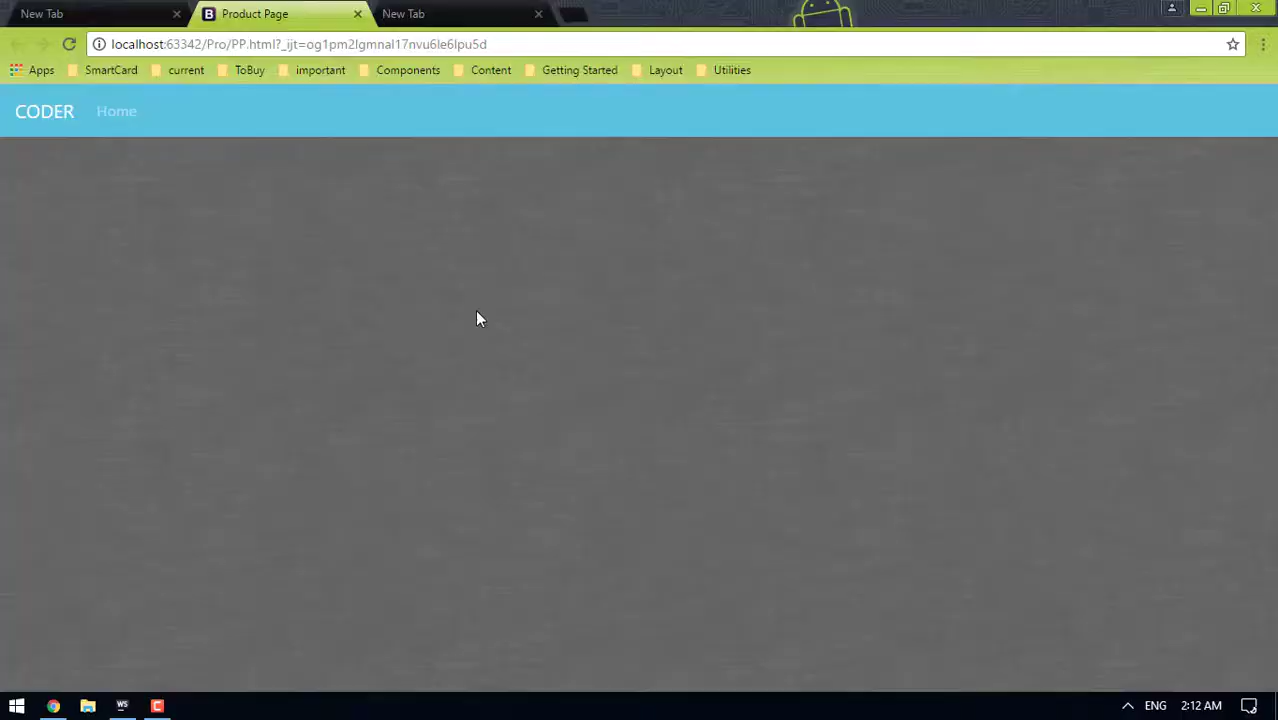 New Tab
Product Page
New Tab
localhost:63342/Pro/PP.html?_ijt=og1pm2lgmnal17nvu6le6lpu5d
Apps SmartCard current ToBuy important Components Content Getting Started Layout Utilities
CODER Home
ENG 2:12 AM